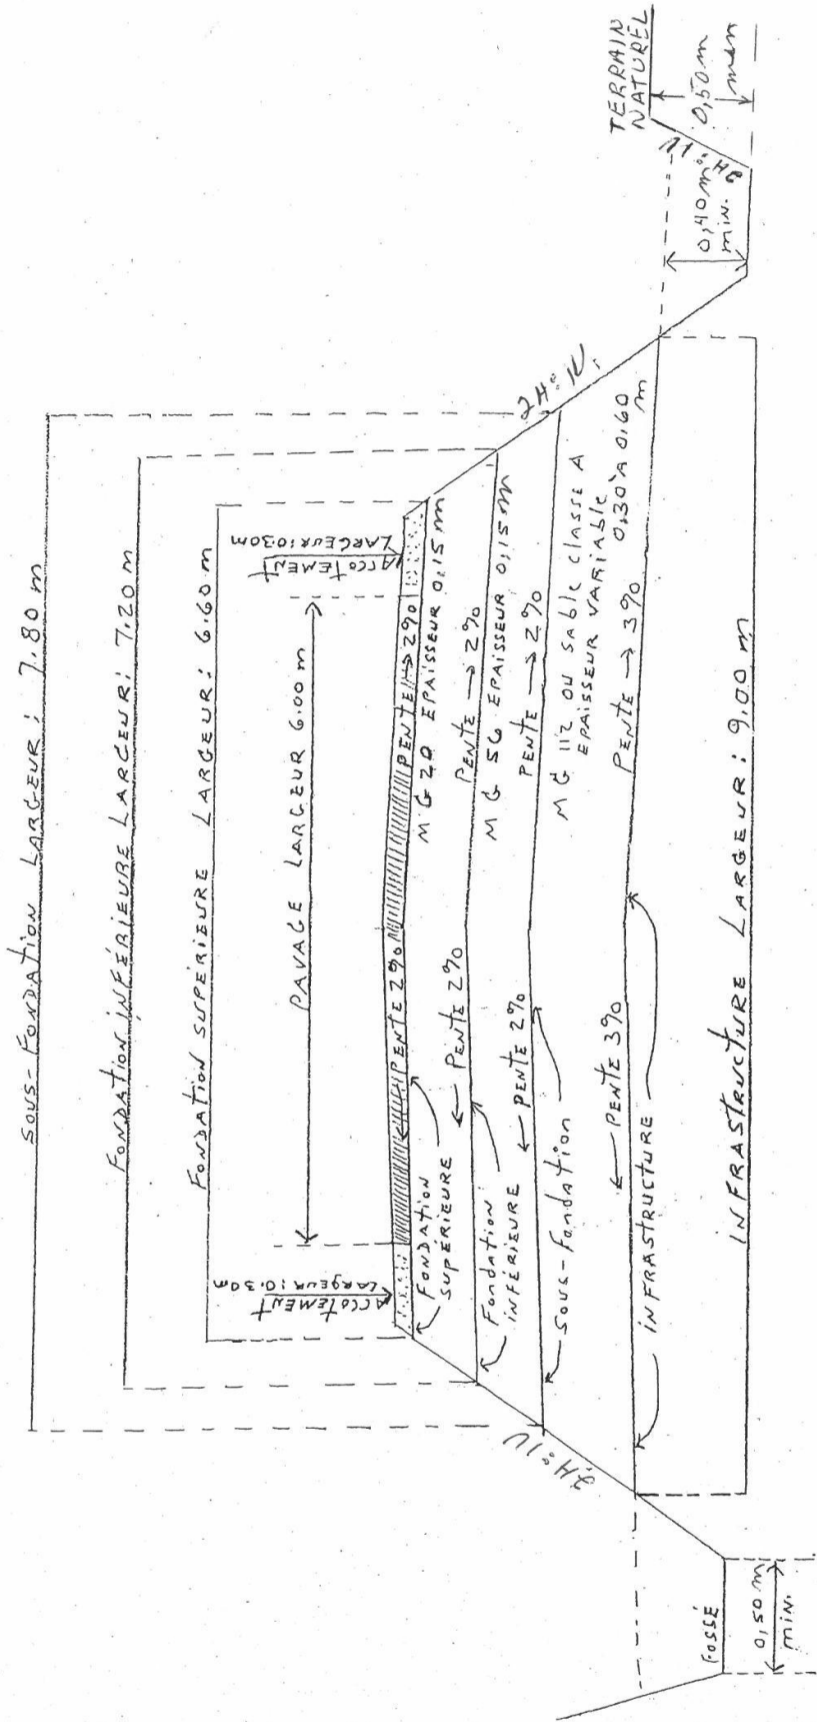 SOUS-FONDATION LARGEUR : 7.80 m
FONDATION INFÉRIEURE LARGEUR : 7.20 m
FONDATION SUPÉRIEURE LARGEUR : 6.60 m
PAVAGE LARGEUR 6.00 m
ACCOTEMENT
LARGEUR : 0.30 m
ACCOTEMENT
LARGEUR : 0.30 m
PENTE 2%
PENTE → 2%
FONDATION
SUPÉRIEURE
MG 20 EPAISSEUR 0.15 m
← PENTE 2%
PENTE → 2%
FONDATION
INFÉRIEURE
MG 56 EPAISSEUR 0,15 m
← PENTE 2%
PENTE → 2%
SOUS-FONDATION
MG 112 OU SABLE CLASSE A
EPAISSEUR VARIABLE
0,30 À 0,60
m
← PENTE 3%
PENTE → 3%
INFRASTRUCTURE
INFRASTRUCTURE LARGEUR : 9.00 m
2H:1V
2H:1V
2H:1V
FOSSÉ
0,50 m
min.
0,40 m
min.
TERRAIN
NATUREL
0,50 m